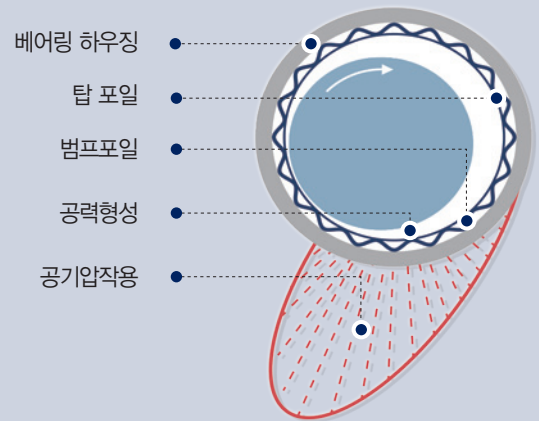 베어링 하우징
탑 포일
범프포일
공력형성
공기압작용